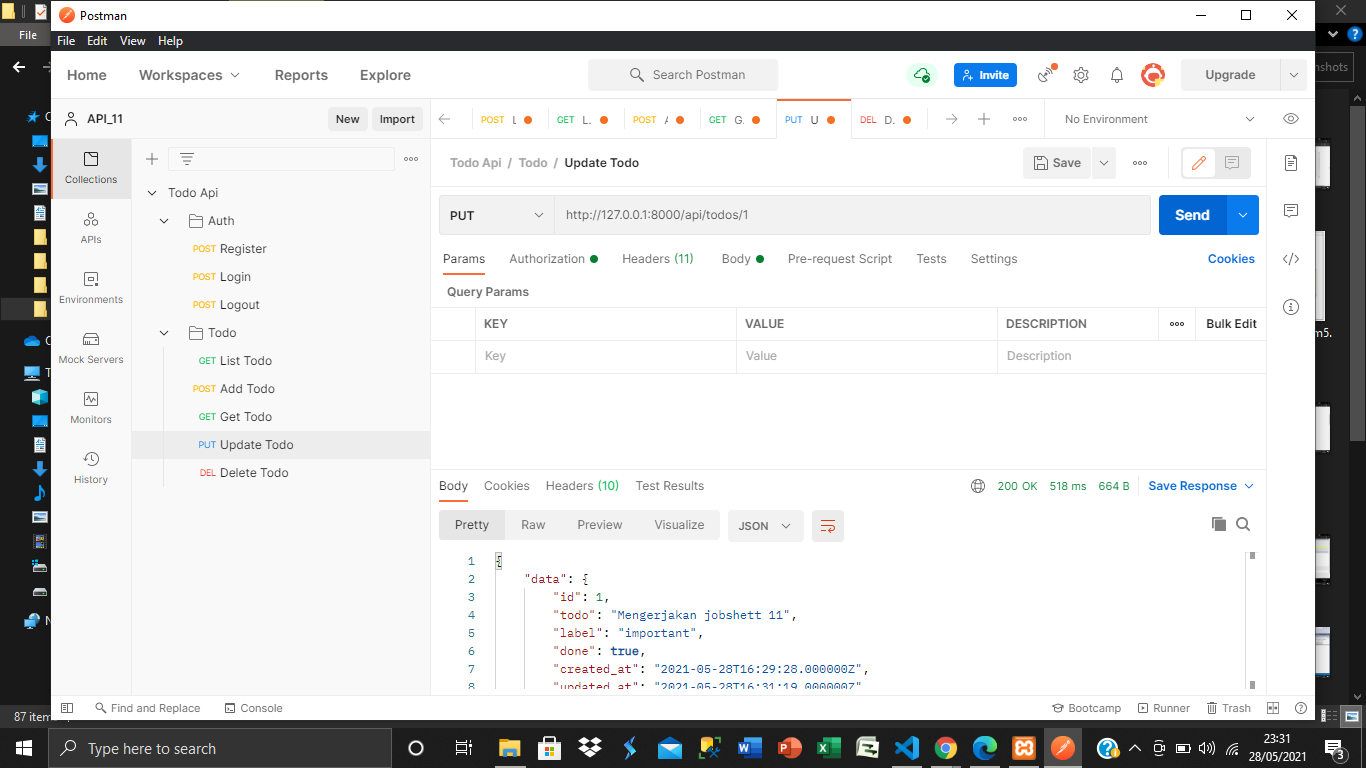 Postman
File
File Edit View Help
Home Workspaces Reports Explore Search Postman Invite Upgrade
API_11 New Import
POST GET POST GET PUT U DEL D. No Environment
Collections
Todo Api / Todo / Update Todo Save
Todo Api
Auth
PUT http://127.0.0.1:8000/api/todos/1 Send
APIs
POST Register
Params Authorization Headers (11) Body Pre-request Script Tests Settings Cookies
POST Login
Environments
Query Params
POST Logout
KEY VALUE DESCRIPTION Bulk Edit
Todo
Mock Servers
Key Value Description
GET List Todo
POST Add Todo
Monitors
GET Get Todo
PUT Update Todo
DEL Delete Todo
History
Body Cookies Headers (10) Test Results 200 OK 518 ms 664 B Save Response
Pretty Raw Preview Visualize JSON
1 {
2 "data": {
3 "id": 1,
4 "todo": "Mengerjakan jobshett 11",
5 "label": "important",
6 "done": true,
7 "created_at": "2021-05-28T16:29:28.000000Z",
8 "updated_at": "2021-05-28T16:31:19.000000Z"
Find and Replace Console Bootcamp Runner Trash
87
Type here to search
23:31
28/05/2021
3